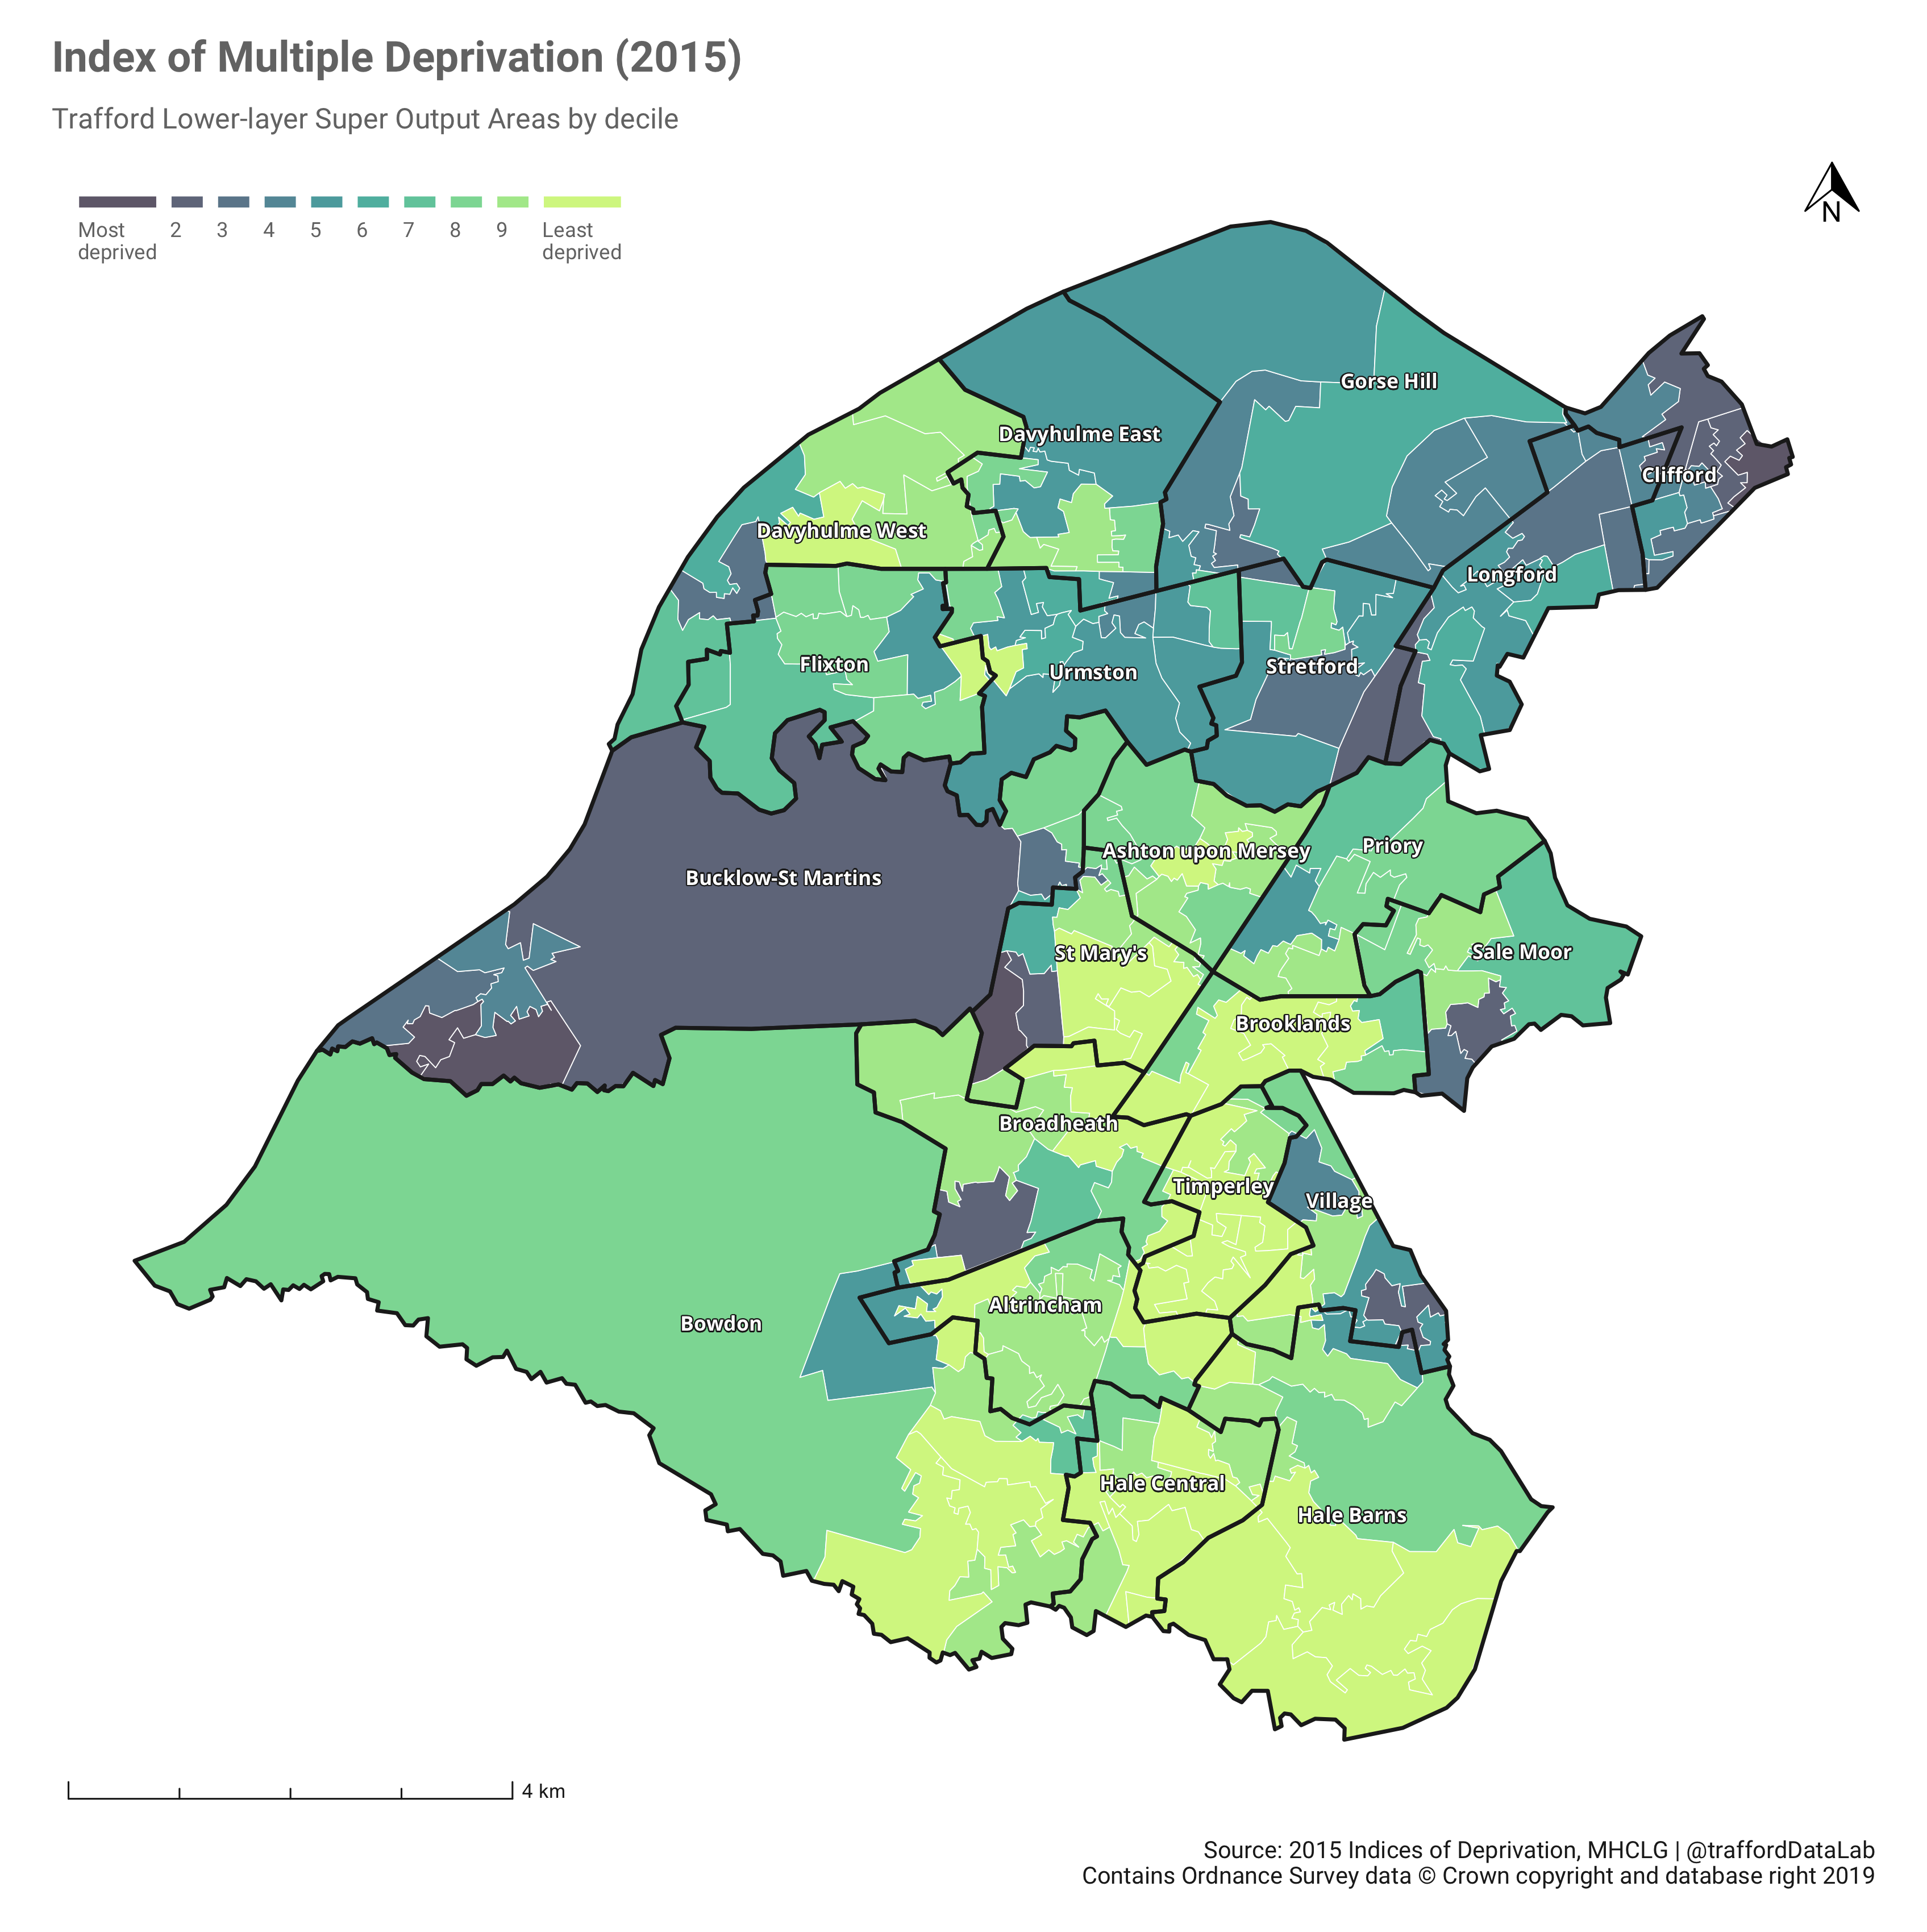 Index of Multiple Deprivation (2015)
Trafford Lower-layer Super Output Areas by decile
Most deprived
2
3
4
5
6
7
8
9
Least deprived
N
Gorse Hill
Davyhulme East
Clifford
Davyhulme West
Longford
Flixton
Urmston
Stretford
Ashton upon Mersey
Priory
Bucklow-St Martins
St Mary's
Sale Moor
Brooklands
Broadheath
Timperley
Village
Altrincham
Bowdon
Hale Central
Hale Barns
4 km
Source: 2015 Indices of Deprivation, MHCLG | @traffordDataLab
Contains Ordnance Survey data © Crown copyright and database right 2019